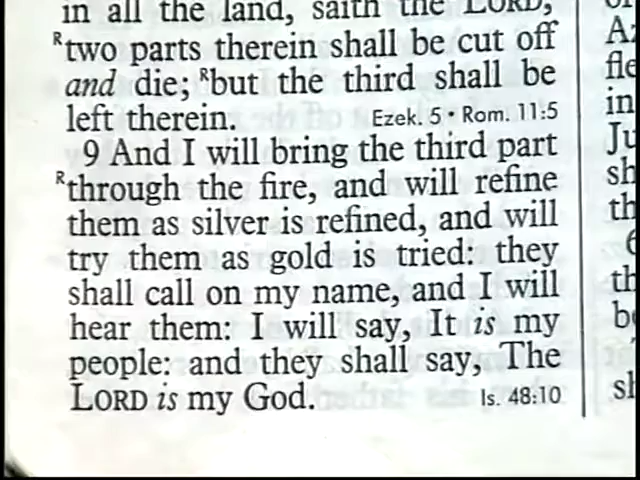 in all the land, saith the LORD,
ᴿtwo parts therein shall be cut off
and die; ᴿbut the third shall be
left therein. Ezek. 5 • Rom. 11:5
9 And I will bring the third part
ᴿthrough the fire, and will refine
them as silver is refined, and will
try them as gold is tried: they
shall call on my name, and I will
hear them: I will say, It is my
people: and they shall say, The
LORD is my God. Is. 48:10